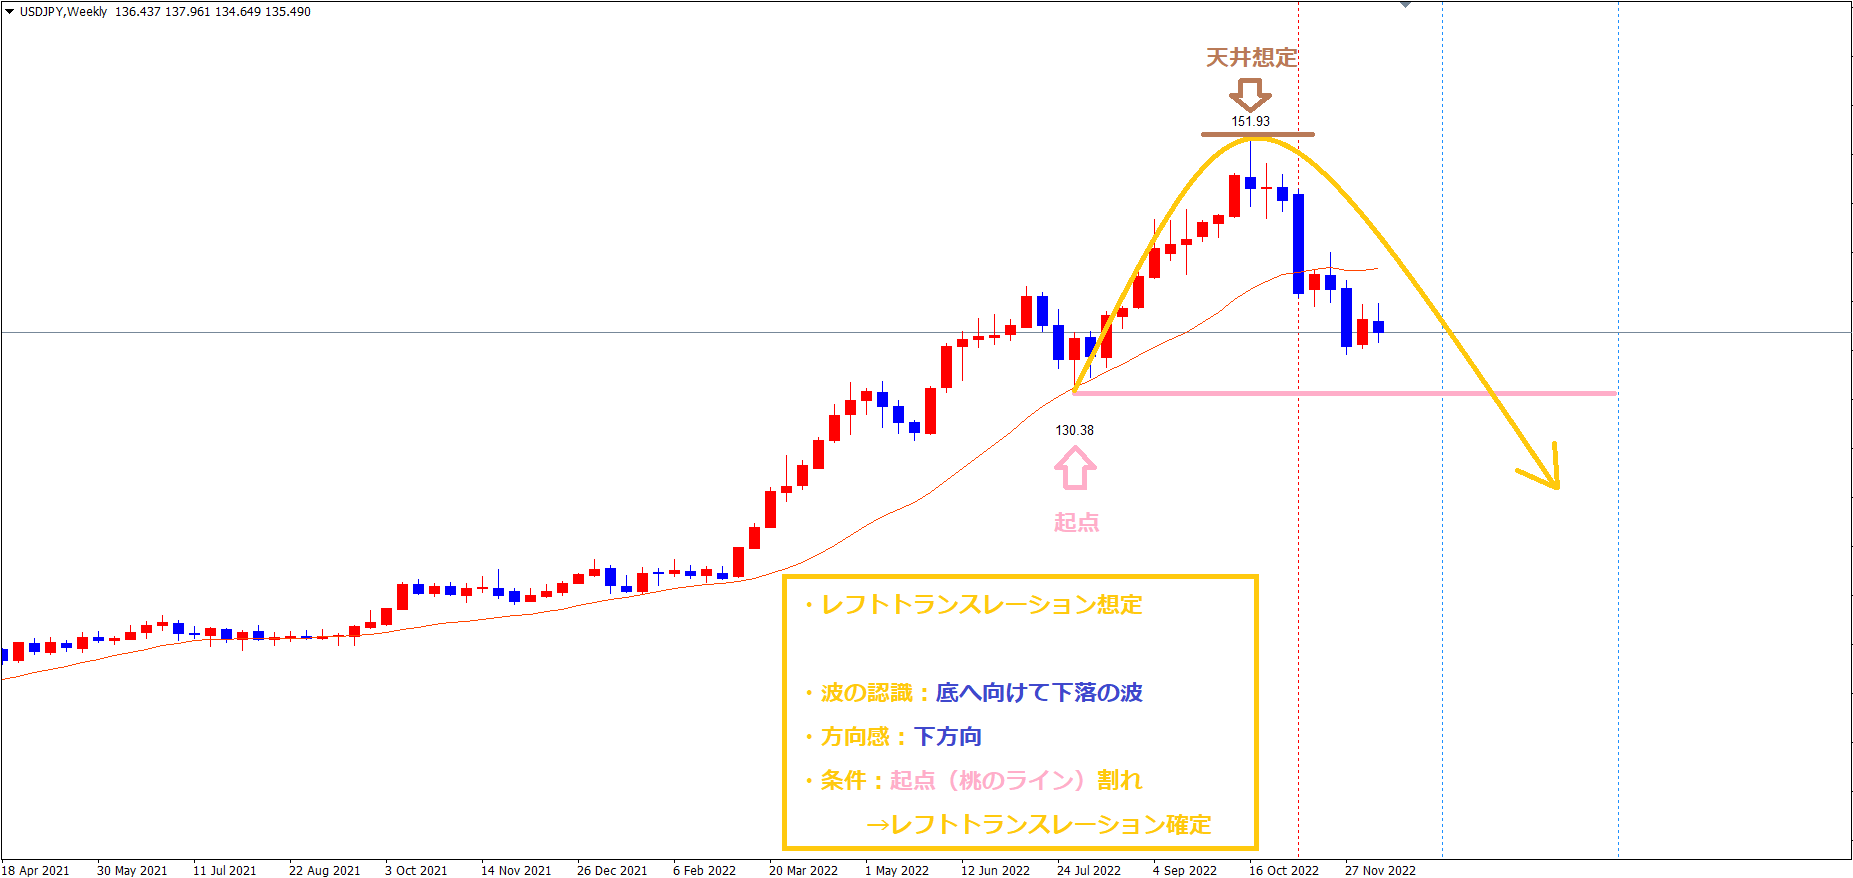 USDJPY,Weekly 136.437 137.961 134.649 135.490
天井想定
151.93
130.38
起点
・レフトトランスレーション想定
・波の認識：底へ向けて下落の波
・方向感：下方向
・条件：起点（桃のライン）割れ
→レフトトランスレーション確定
18 Apr 2021 30 May 2021 11 Jul 2021 22 Aug 2021 3 Oct 2021 14 Nov 2021 26 Dec 2021 6 Feb 2022 20 Mar 2022 1 May 2022 12 Jun 2022 24 Jul 2022 4 Sep 2022 16 Oct 2022 27 Nov 2022